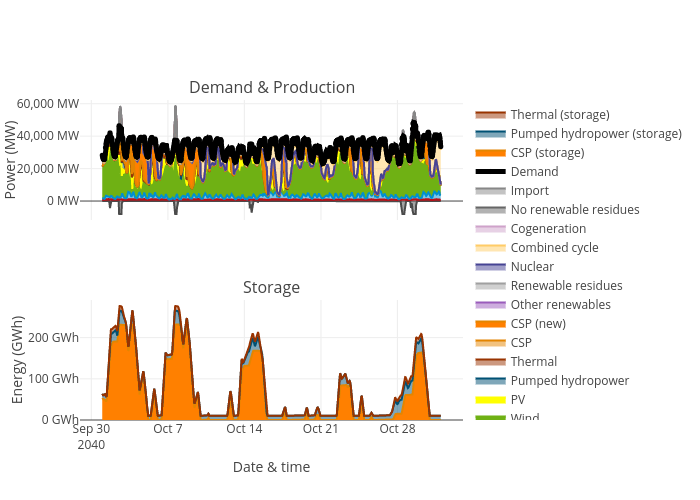 Demand & Production
60,000 MW
40,000 MW
20,000 MW
0 MW
Power (MW)
Storage
200 GWh
100 GWh
0 GWh
Energy (GWh)
Sep 30
2040
Oct 7
Oct 14
Oct 21
Oct 28
Date & time
Thermal (storage)
Pumped hydropower (storage)
CSP (storage)
Demand
Import
No renewable residues
Cogeneration
Combined cycle
Nuclear
Renewable residues
Other renewables
CSP (new)
CSP
Thermal
Pumped hydropower
PV
Wind